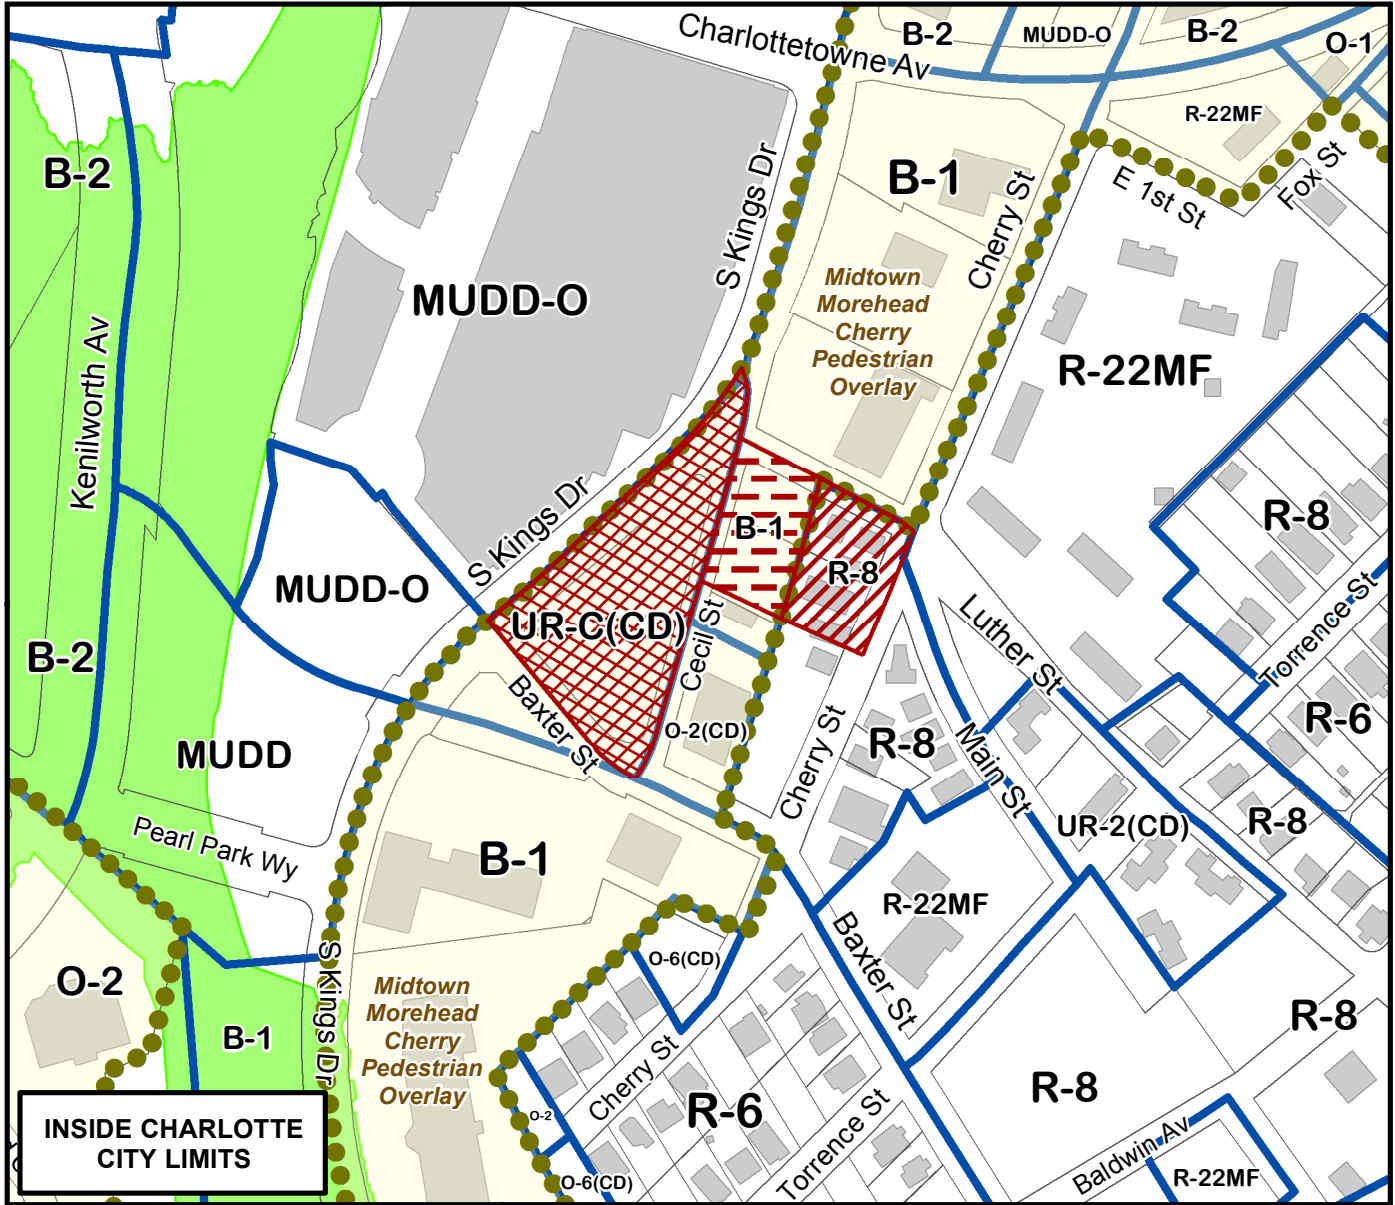 Charlottetowne Av
B-2
MUDD-O
B-2
O-1
R-22MF
B-2
B-1
S Kings Dr
Cherry St
E 1st St
Fox St
MUDD-O
Midtown
Morehead
Cherry
Pedestrian
Overlay
R-22MF
Kenilworth Av
R-8
S Kings Dr
B-1
R-8
MUDD-O
UR-C(CD)
Cecil St
Luther St
Torrence St
B-2
Baxter St
O-2(CD)
Cherry St
R-8
Main St
R-6
MUDD
UR-2(CD)
R-8
Pearl Park Wy
B-1
R-22MF
Baxter St
O-6(CD)
O-2
S Kings Dr
Midtown
Morehead
Cherry
Pedestrian
Overlay
B-1
R-8
Cherry St
R-6
R-8
O-2
Torrence St
Baldwin Av
O-6(CD)
R-22MF
INSIDE CHARLOTTE
CITY LIMITS